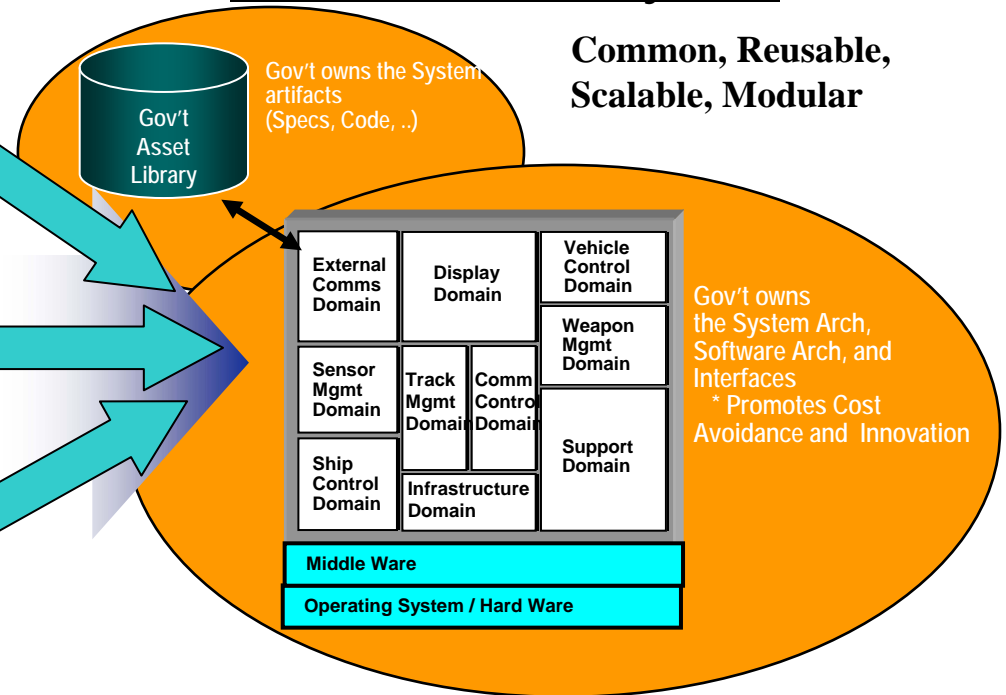 Common, Reusable,
Scalable, Modular
Gov't owns the System
artifacts
(Specs, Code, ..)
Gov't
Asset
Library
External
Comms
Domain
Display
Domain
Vehicle
Control
Domain
Weapon
Mgmt
Domain
Sensor
Mgmt
Domain
Track
Mgmt
Domain
Comm
Control
Domain
Support
Domain
Ship
Control
Domain
Infrastructure
Domain
Gov't owns
the System Arch,
Software Arch, and
Interfaces
* Promotes Cost
Avoidance and Innovation
Middle Ware
Operating System / Hard Ware